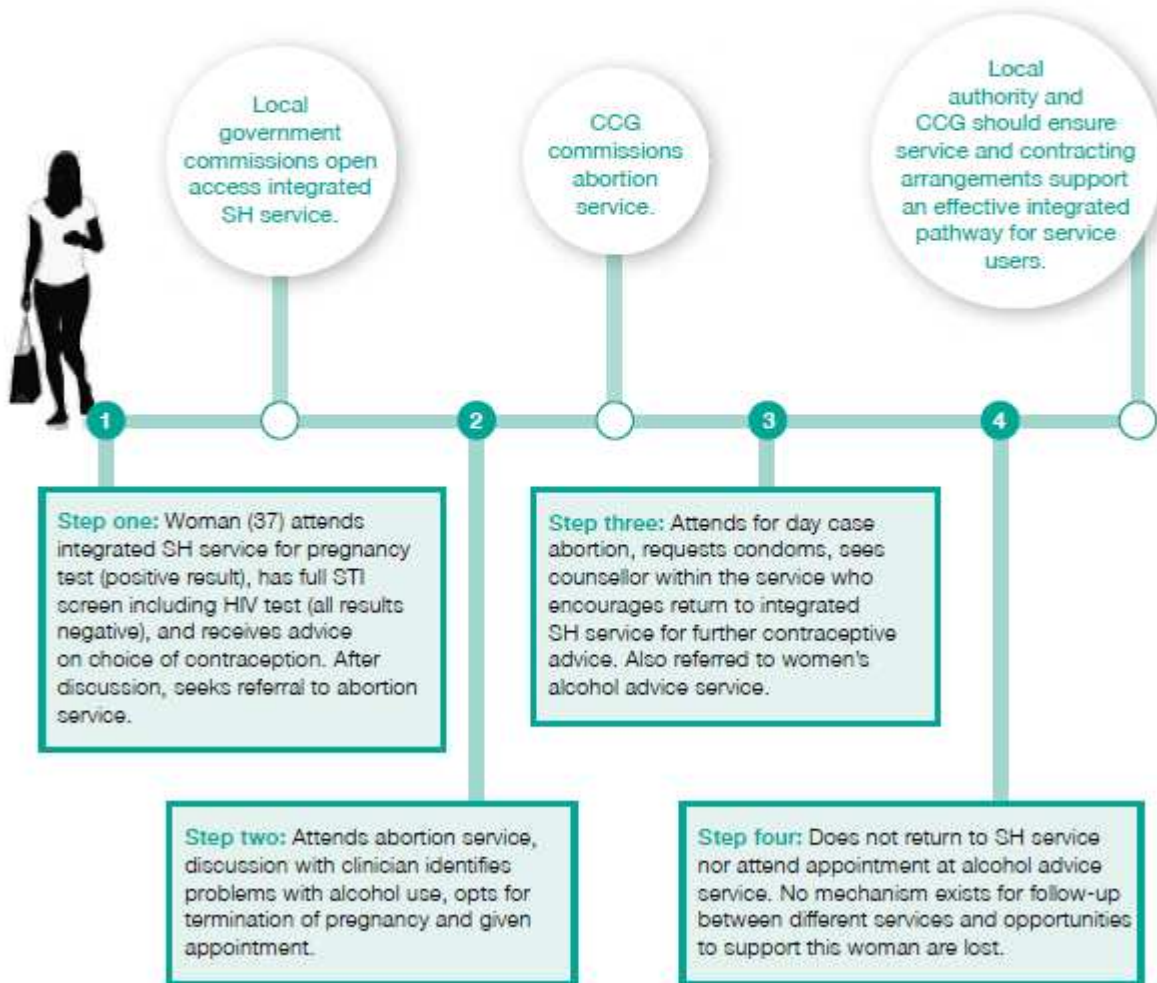 Local
government
commissions open
access integrated
SH service.
CCG
commissions
abortion
service.
Local
authority and
CCG should ensure
service and contracting
arrangements support
an effective integrated
pathway for service
users.
1
2
3
4
Step one: Woman (37) attends
integrated SH service for pregnancy
test (positive result), has full STI
screen including HIV test (all results
negative), and receives advice
on choice of contraception. After
discussion, seeks referral to abortion
service.
Step three: Attends for day case
abortion, requests condoms, sees
counsellor within the service who
encourages return to integrated
SH service for further contraceptive
advice. Also referred to women's
alcohol advice service.
Step two: Attends abortion service,
discussion with clinician identifies
problems with alcohol use, opts for
termination of pregnancy and given
appointment.
Step four: Does not return to SH service
nor attend appointment at alcohol advice
service. No mechanism exists for follow-up
between different services and opportunities
to support this woman are lost.